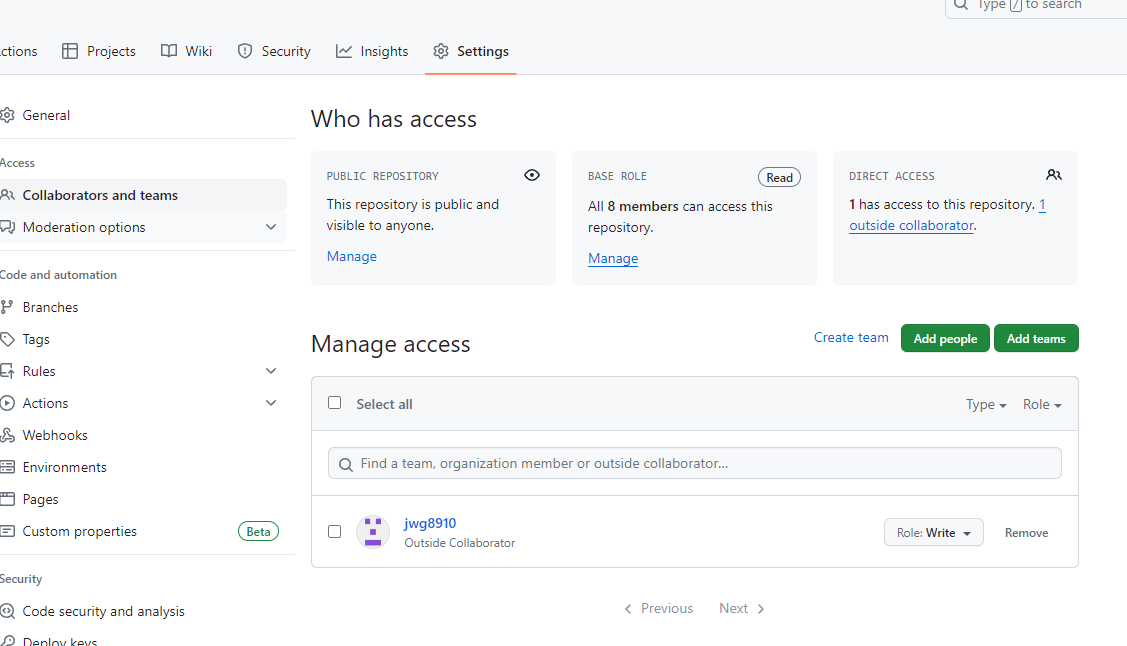 Type / to search
ctions Projects Wiki Security Insights Settings
General
Access
Collaborators and teams
Moderation options
Code and automation
Branches
Tags
Rules
Actions
Webhooks
Environments
Pages
Custom properties Beta
Security
Code security and analysis
Deploy keys
Who has access
PUBLIC REPOSITORY
This repository is public and
visible to anyone.
Manage
BASE ROLE Read
All 8 members can access this
repository.
Manage
DIRECT ACCESS
1 has access to this repository. 1
outside collaborator.
Manage access
Create team Add people Add teams
Select all Type Role
Find a team, organization member or outside collaborator...
jwg8910
Outside Collaborator
Role: Write Remove
Previous Next